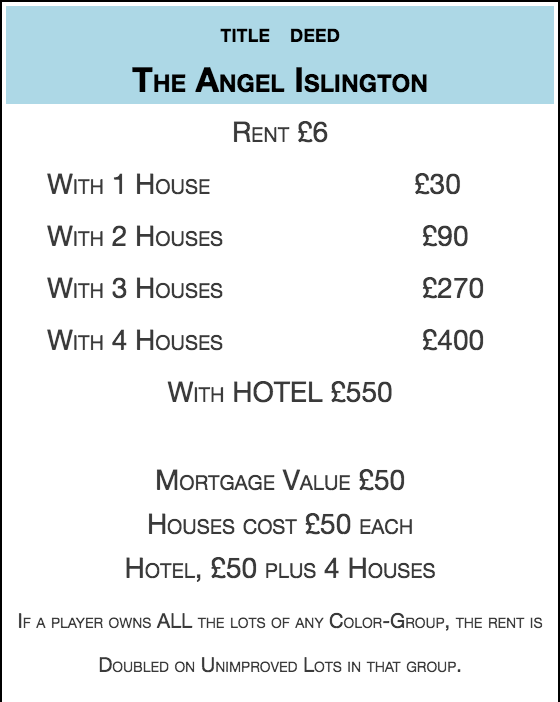 TITLE DEED
THE ANGEL ISLINGTON
RENT £6
WITH 1 HOUSE £30
WITH 2 HOUSES £90
WITH 3 HOUSES £270
WITH 4 HOUSES £400
WITH HOTEL £550
MORTGAGE VALUE £50
HOUSES COST £50 EACH
HOTEL, £50 PLUS 4 HOUSES
IF A PLAYER OWNS ALL THE LOTS OF ANY COLOR-GROUP, THE RENT IS
DOUBLED ON UNIMPROVED LOTS IN THAT GROUP.